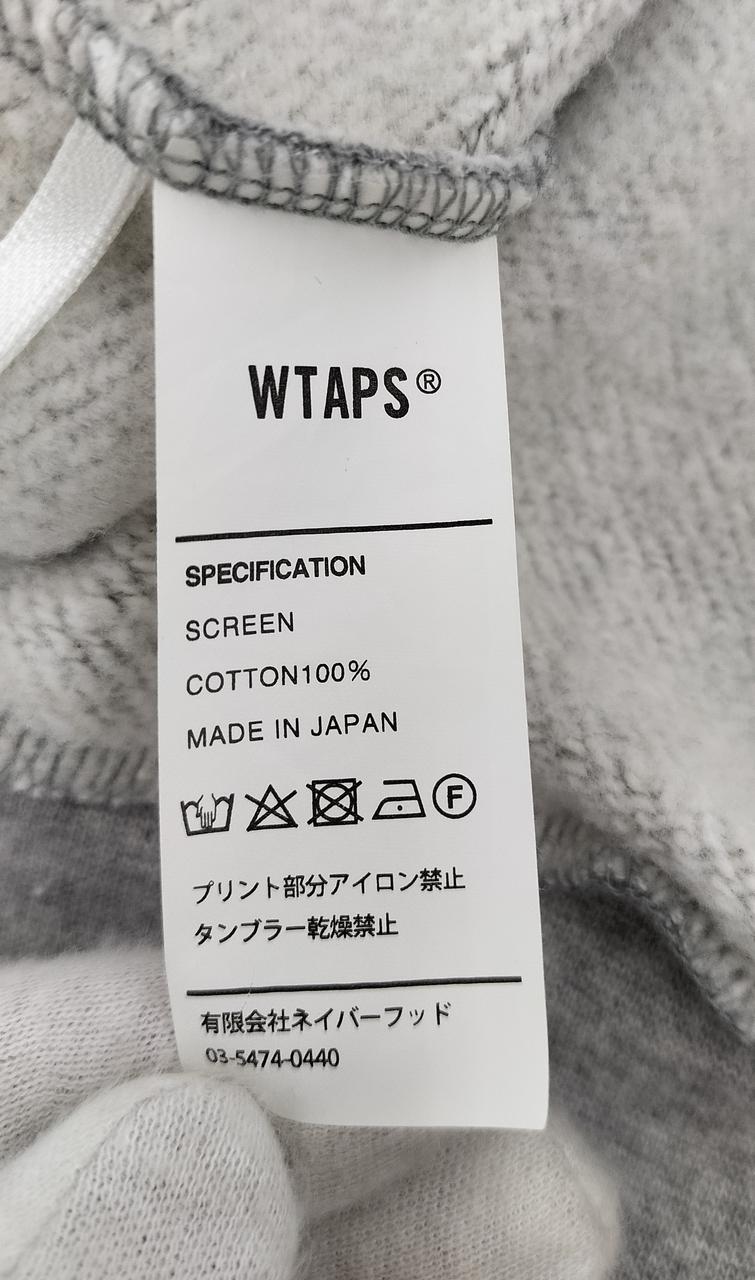 WTAPS®
SPECIFICATION
SCREEN
COTTON100%
MADE IN JAPAN
F
プリント部分アイロン禁止
タンブラー乾燥禁止
有限会社ネイバーフッド
03-5474-0440